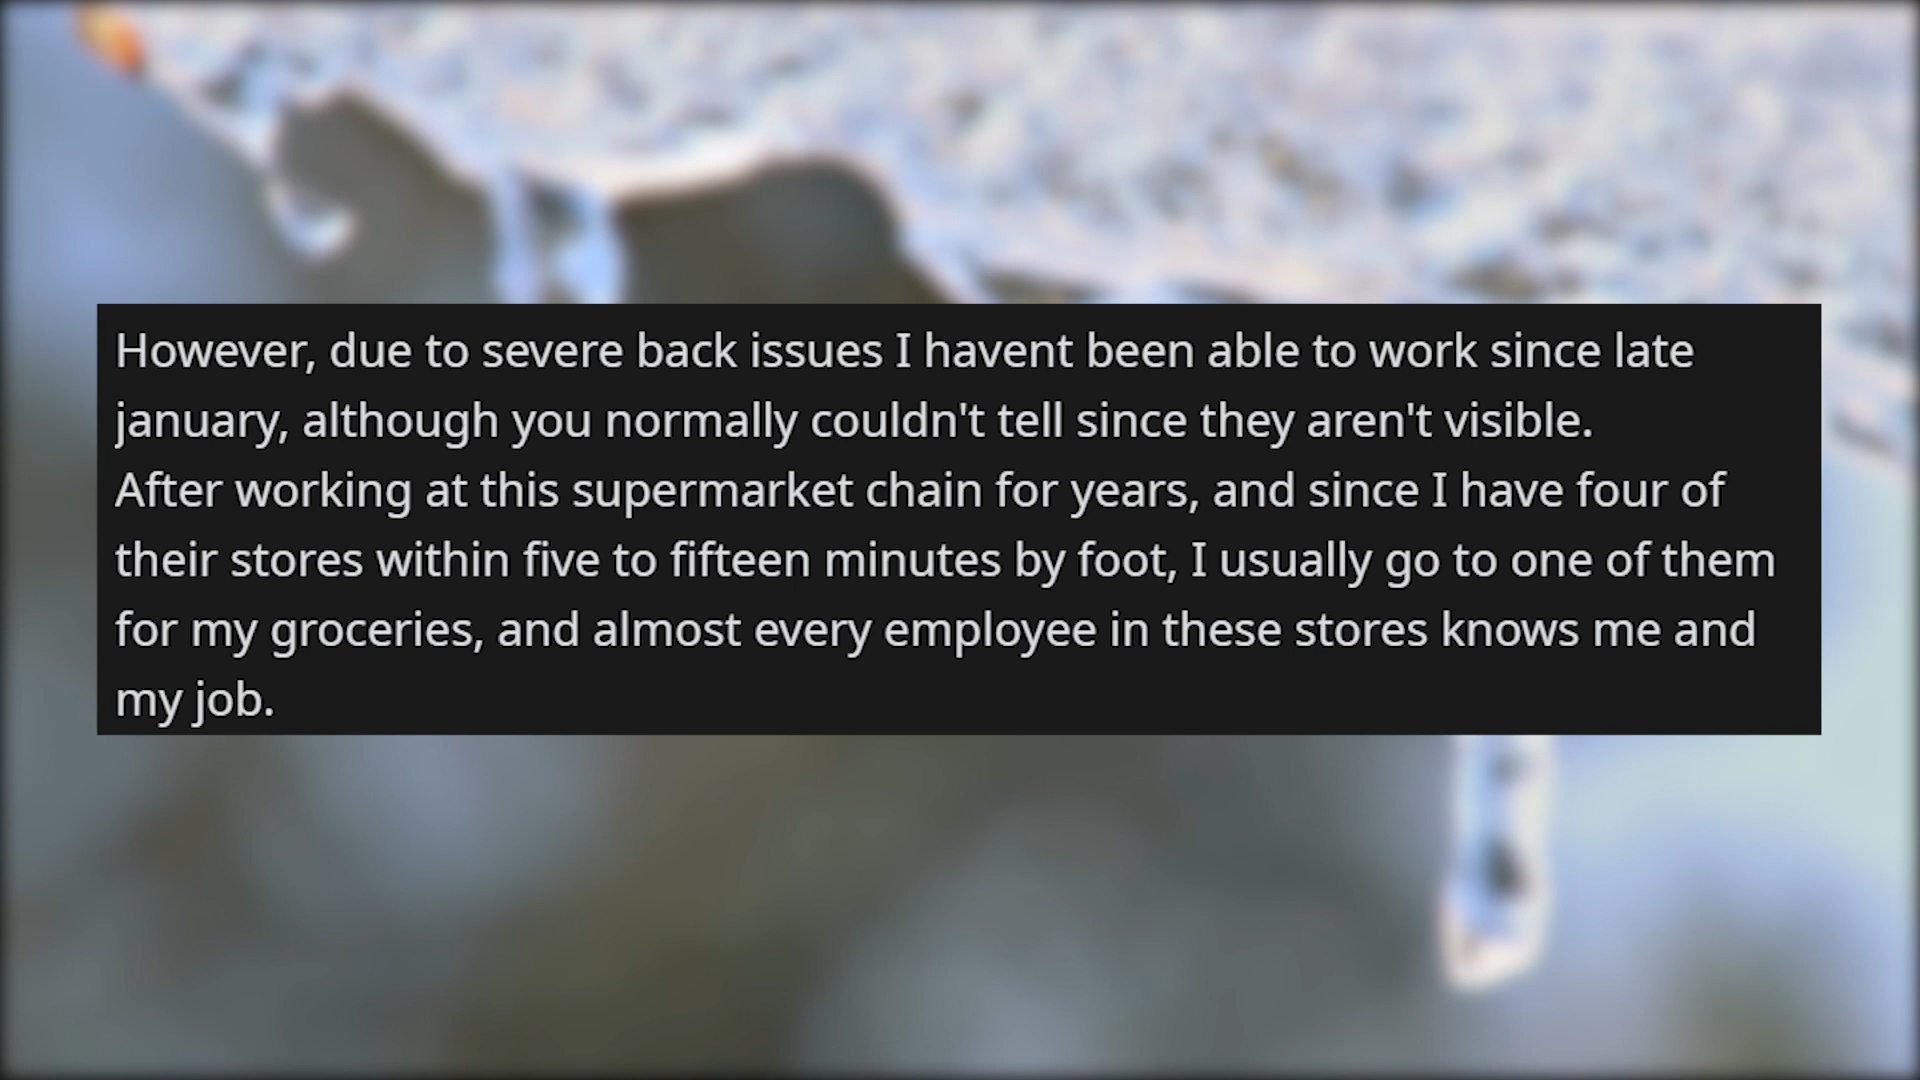 However, due to severe back issues I havent been able to work since late
january, although you normally couldn't tell since they aren't visible.
After working at this supermarket chain for years, and since I have four of
their stores within five to fifteen minutes by foot, I usually go to one of them
for my groceries, and almost every employee in these stores knows me and
my job.